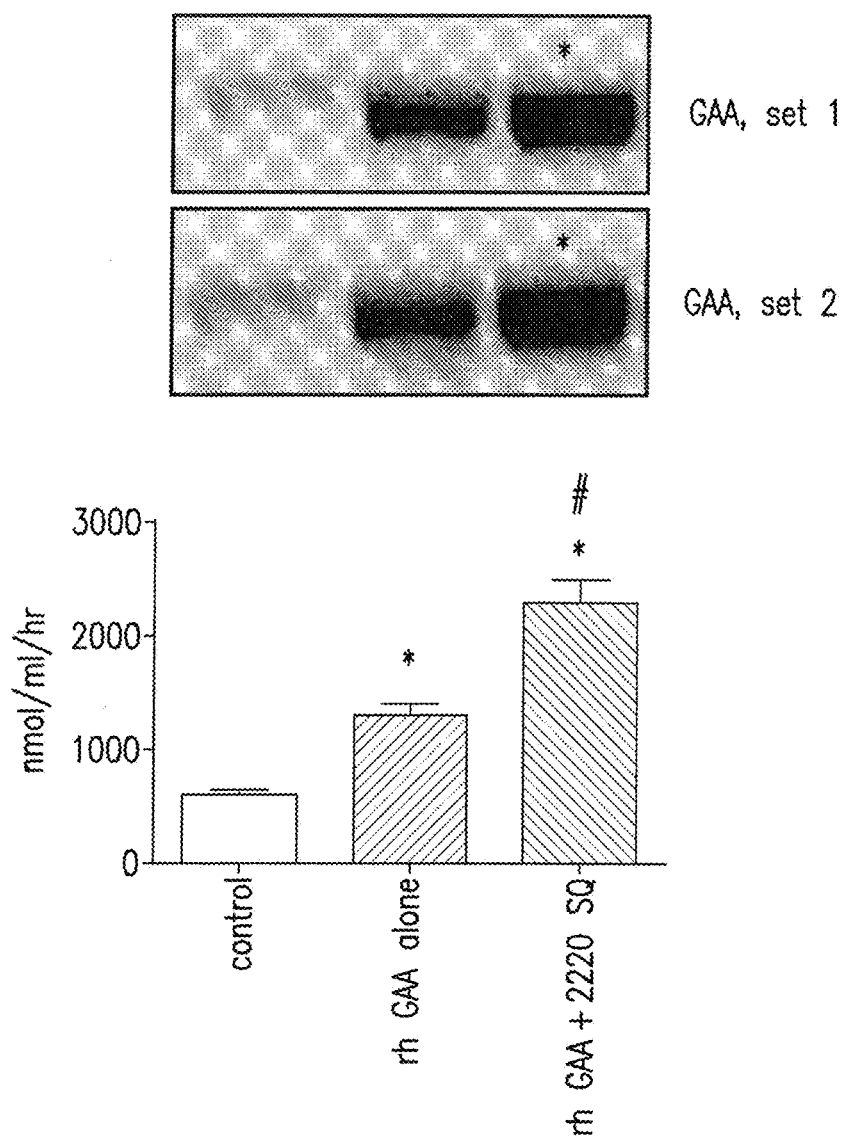 *
GAA, set 1
*
GAA, set 2
#
*
*
3000
2000
1000
0
nmol/ml/hr
control
rh GAA alone
rh GAA + 2220 SQ